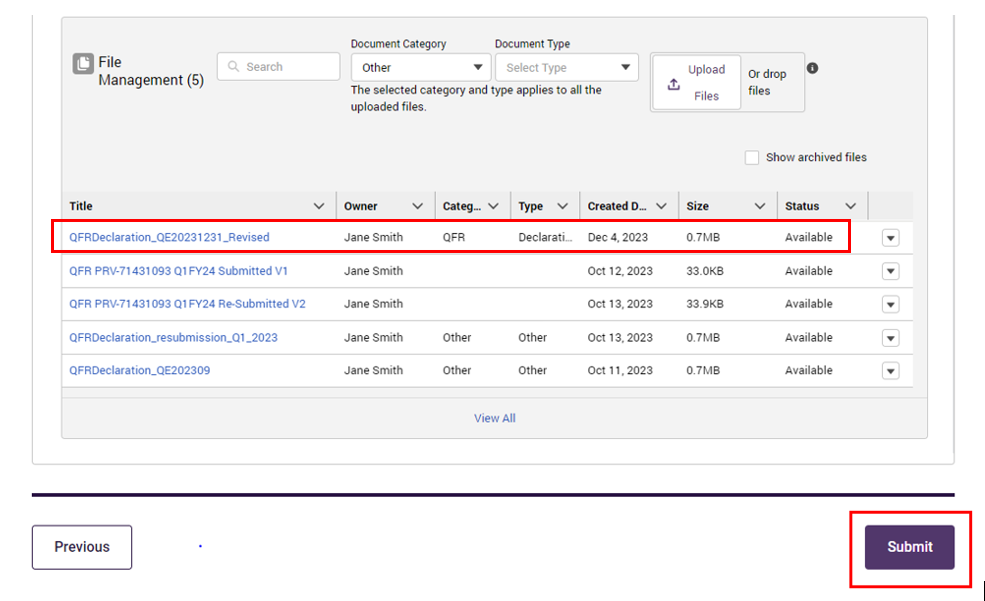 Document Category Document Type
File Management (5) Search Other Select Type Upload Files Or drop files
The selected category and type applies to all the
uploaded files.
Show archived files
Title Owner Categ... Type Created D... Size Status
QFRDeclaration_QE20231231_Revised Jane Smith QFR Declarati... Dec 4, 2023 0.7MB Available
QFR PRV-71431093 Q1FY24 Submitted V1 Jane Smith Oct 12, 2023 33.0KB Available
QFR PRV-71431093 Q1FY24 Re-Submitted V2 Jane Smith Oct 13, 2023 33.9KB Available
QFRDeclaration_resubmission_Q1_2023 Jane Smith Other Other Oct 13, 2023 0.7MB Available
QFRDeclaration_QE202309 Jane Smith Other Other Oct 11, 2023 0.7MB Available
View All
Previous Submit